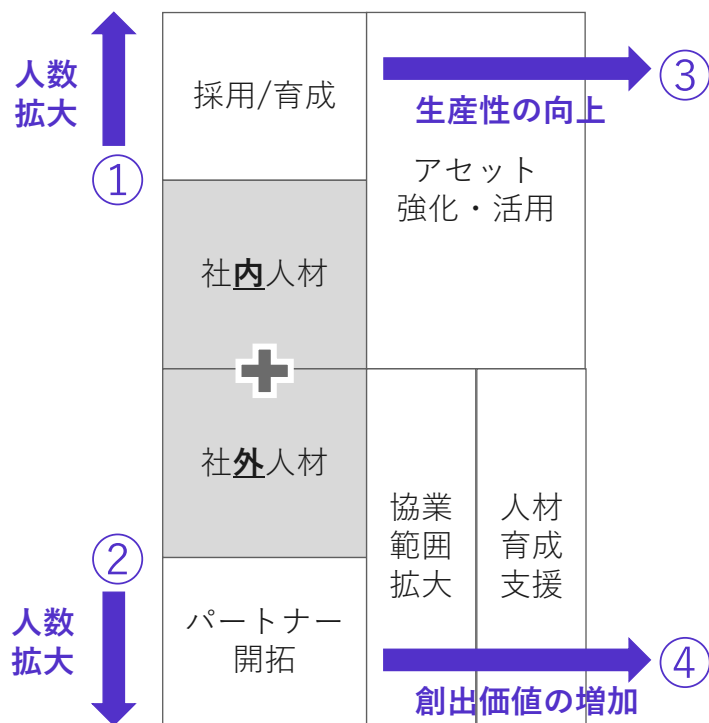 人数
拡大
①
採用/育成
③
生産性の向上
アセット
強化・活用
社内人材
社外人材
②
人数
拡大
パートナー
開拓
協業
範囲
拡大
人材
育成
支援
④
創出価値の増加